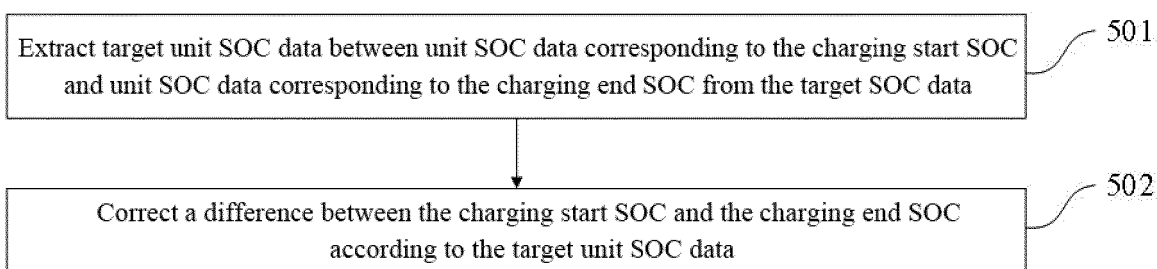 Extract target unit SOC data between unit SOC data corresponding to the charging start SOC
and unit SOC data corresponding to the charging end SOC from the target SOC data
501
Correct a difference between the charging start SOC and the charging end SOC
according to the target unit SOC data
502